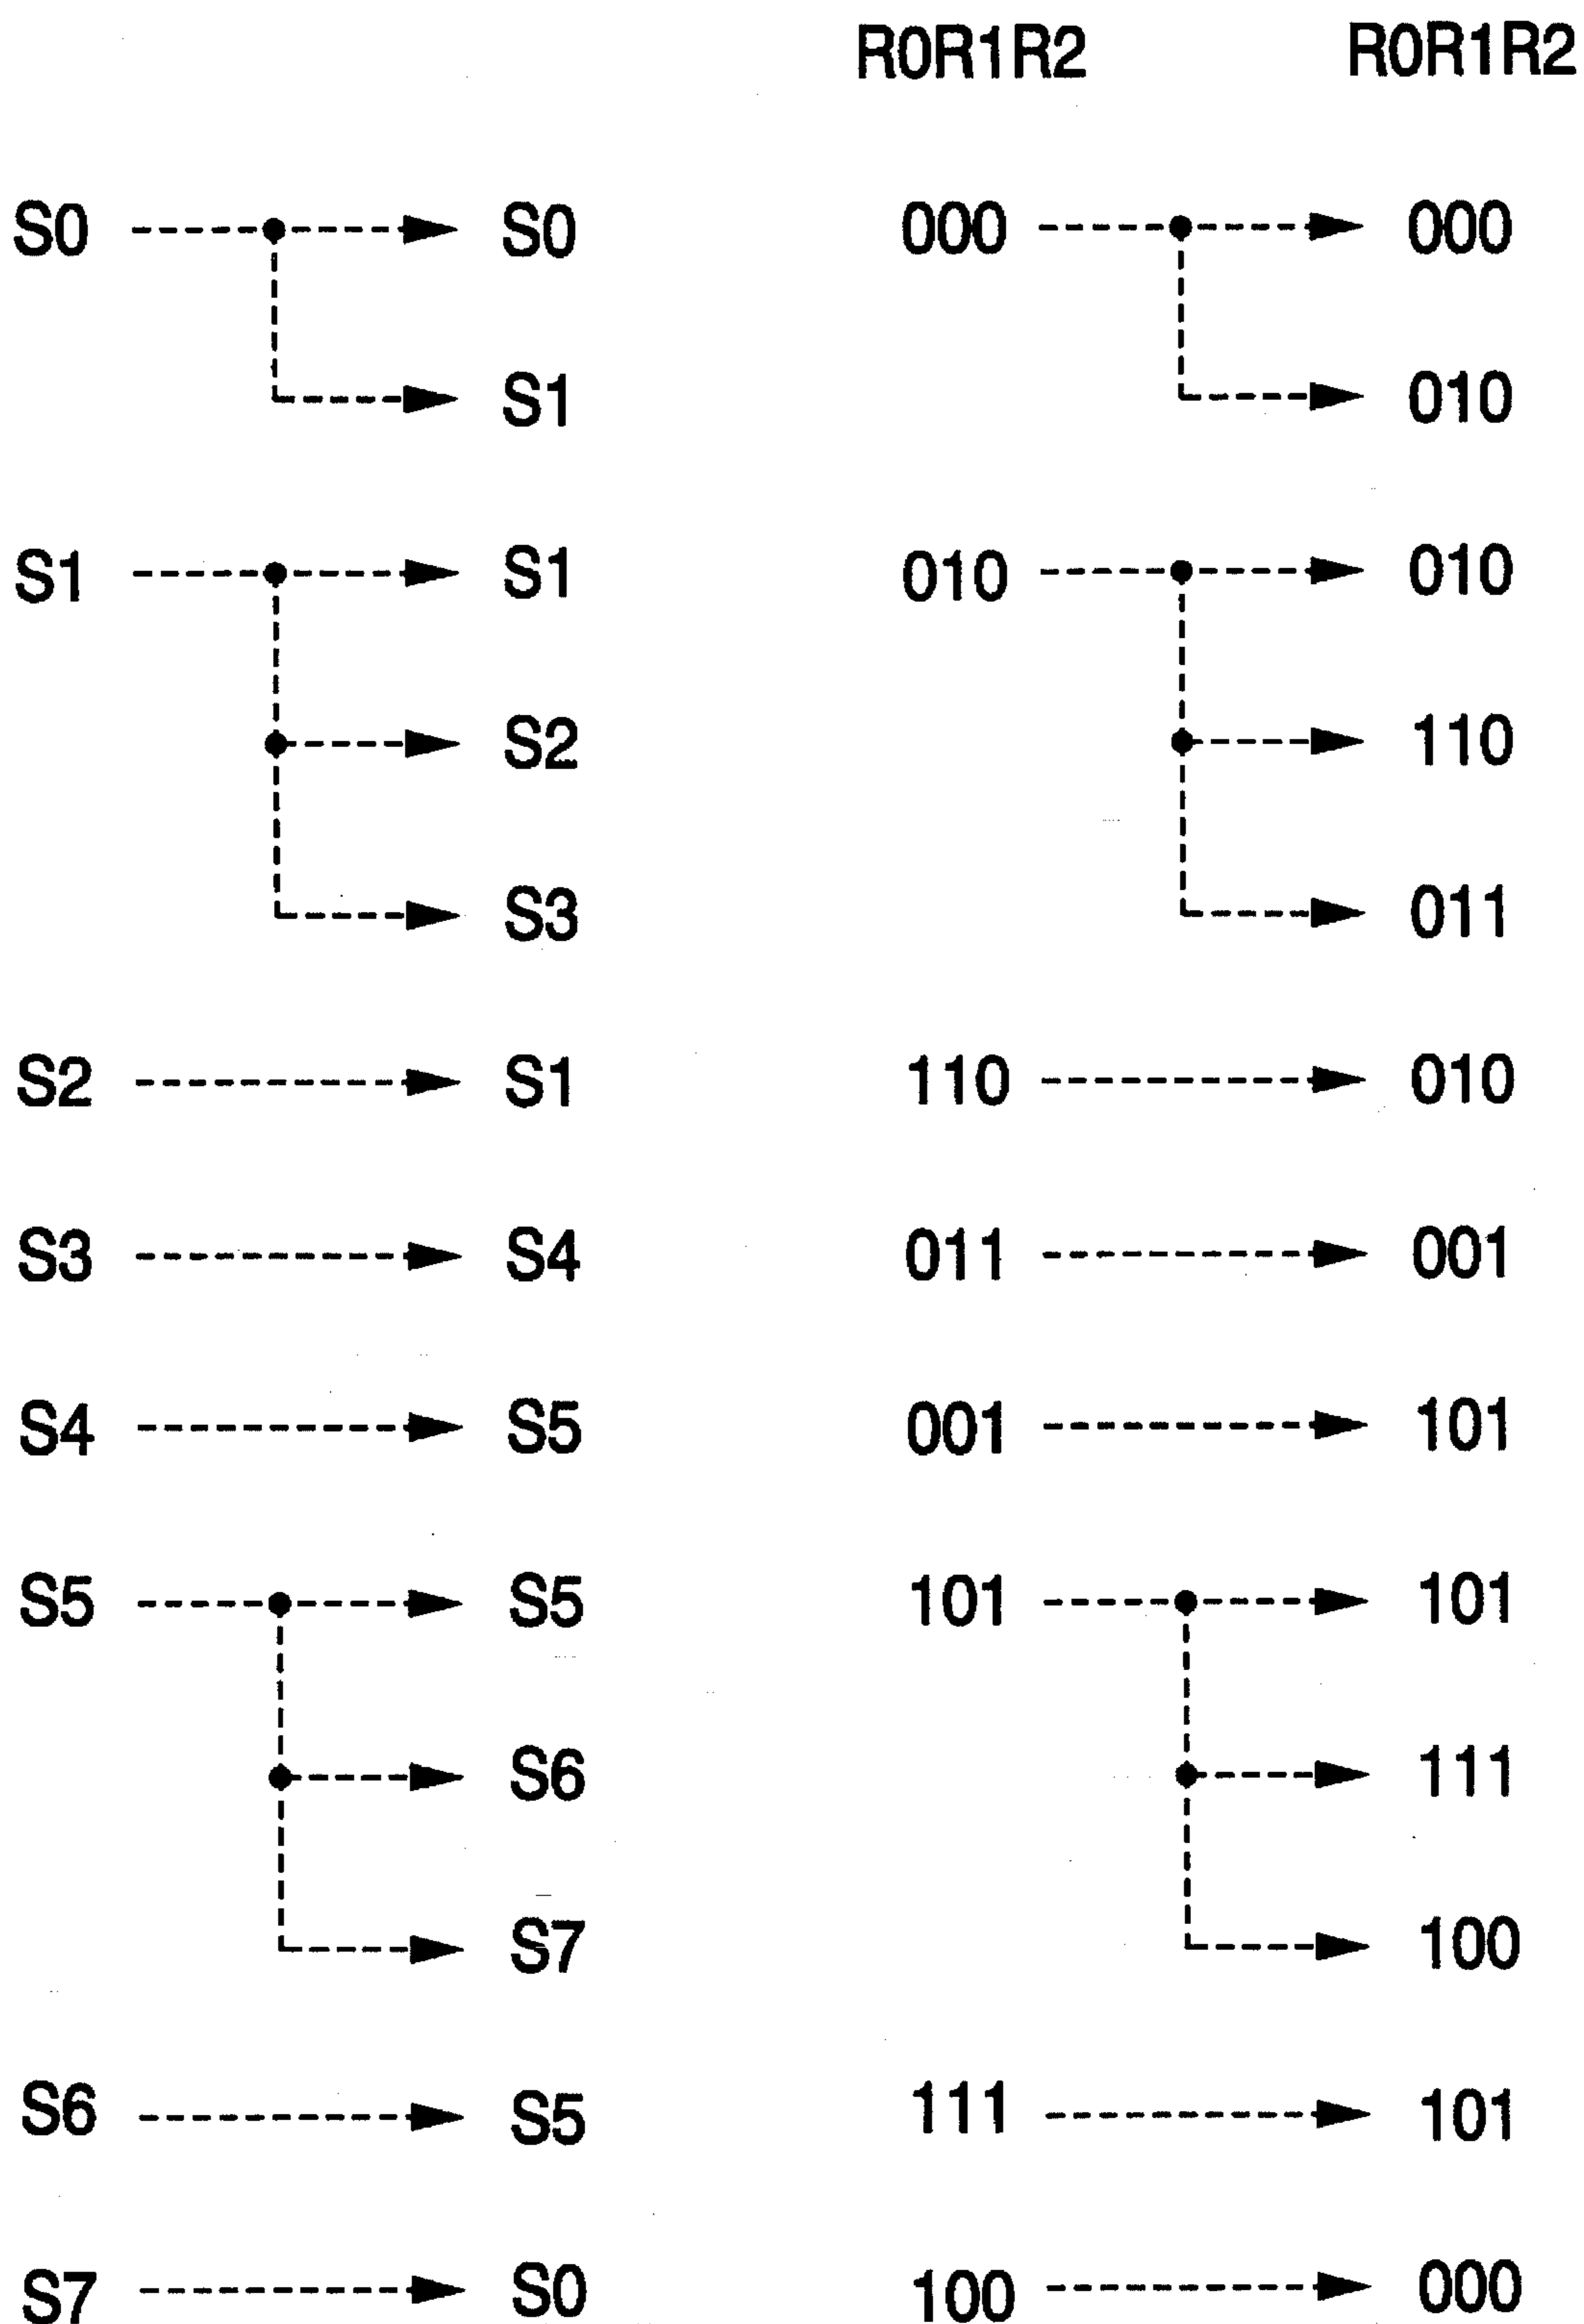 R0R1R2 R0R1R2
S0 S0 000 000
S1 010
S1 S1 010 010
S2 110
S3 011
S2 S1 110 010
S3 S4 011 001
S4 S5 001 101
S5 S5 101 101
S6 111
S7 100
S6 S5 111 101
S7 S0 100 000